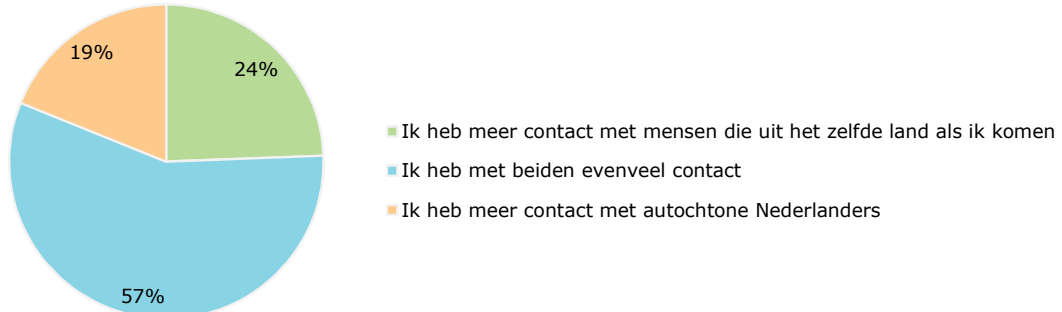 19%
24%
57%
Ik heb meer contact met mensen die uit het zelfde land als ik komen
Ik heb met beiden evenveel contact
Ik heb meer contact met autochtone Nederlanders